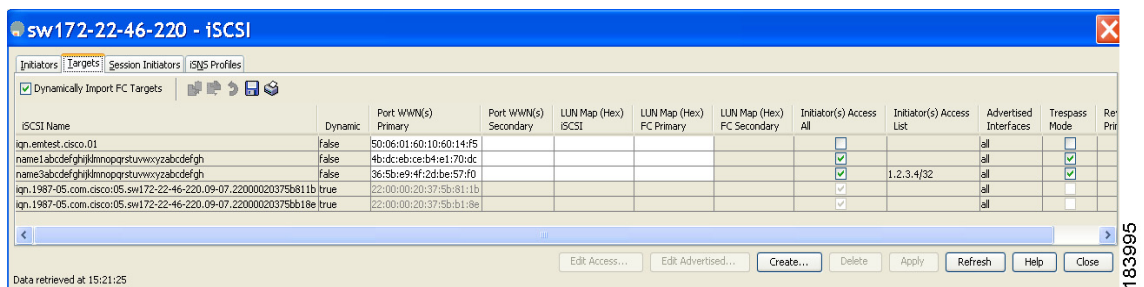 sw172-22-46-220 - iSCSI
Initiators Targets Session Initiators iSNS Profiles
Dynamically Import FC Targets
iSCSI Name Dynamic Port WWN(s) Primary Port WWN(s) Secondary LUN Map (Hex) iSCSI LUN Map (Hex) FC Primary LUN Map (Hex) FC Secondary Initiator(s) Access All Initiator(s) Access List Advertised Interfaces Trespass Mode Rev Prin
iqn.emtest.cisco.01 false 50:06:01:60:10:60:14:f5 all
name1abcdefghijklmnopqrstuvwxyzabcdefgh false 4b:dc:eb:ce:b4:e1:70:dc all
name3abcdefghijklmnopqrstuvwxyzabcdefgh false 36:5b:e9:4f:2d:be:57:f0 1.2.3.4/32 all
iqn.1987-05.com.cisco:05.sw172-22-46-220.09-07.22000020375b811b true 22:00:00:20:37:5b:81:1b all
iqn.1987-05.com.cisco:05.sw172-22-46-220.09-07.22000020375bb18e true 22:00:00:20:37:5b:b1:8e all
Edit Access... Edit Advertised... Create... Delete Apply Refresh Help Close
Data retrieved at 15:21:25
183995